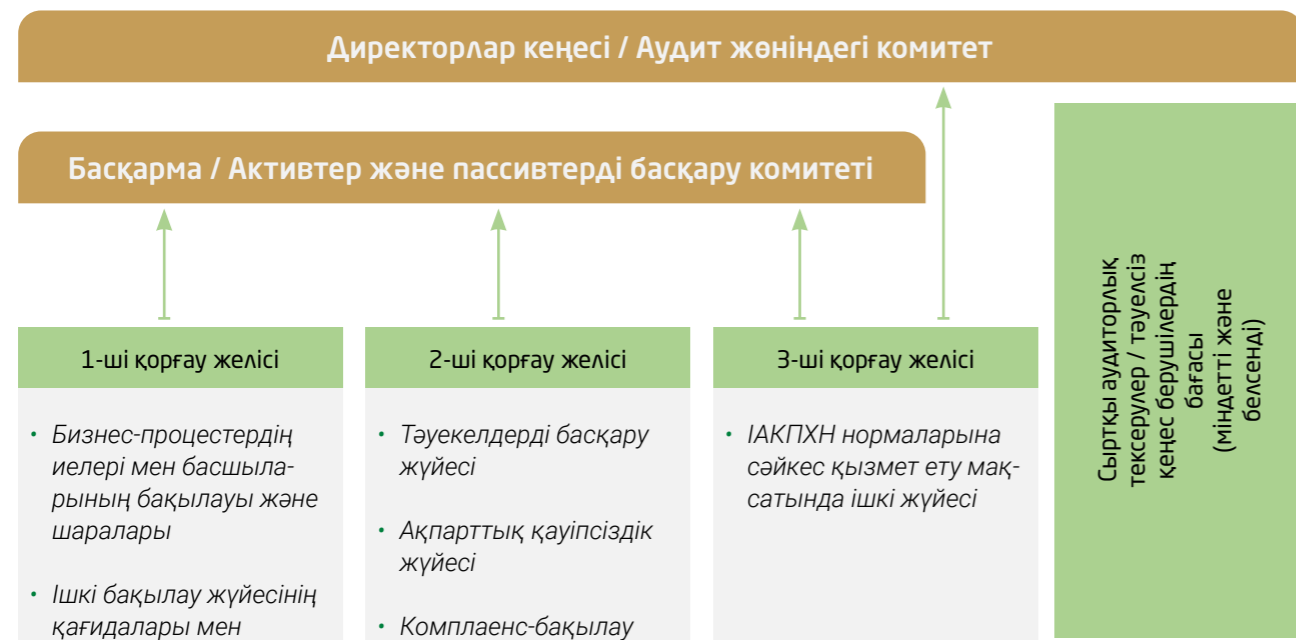 Директорлар кеңесі / Аудит жөніндегі комитет
Басқарма / Активтер және пассивтерді басқару комитеті
1-ші қорғау желісі
• Бизнес-процестердің
иелері мен басшыла-
рының бақылауы және
шаралары
• Ішкі бақылау жүйесінің
қағидалары мен
2-ші қорғау желісі
• Тәуекелдерді басқару
жүйесі
• Ақпарттық қауіпсіздік
жүйесі
• Комплаенс-бақылау
3-ші қорғау желісі
• ІАКПХН нормаларына
сәйкес қызмет ету мақ-
сатында ішкі жүйесі
Сыртқы аудиторлық
тексерулер / тәуелсіз
кеңес берушілердің
бағасы
(міндетті және
белсенді)